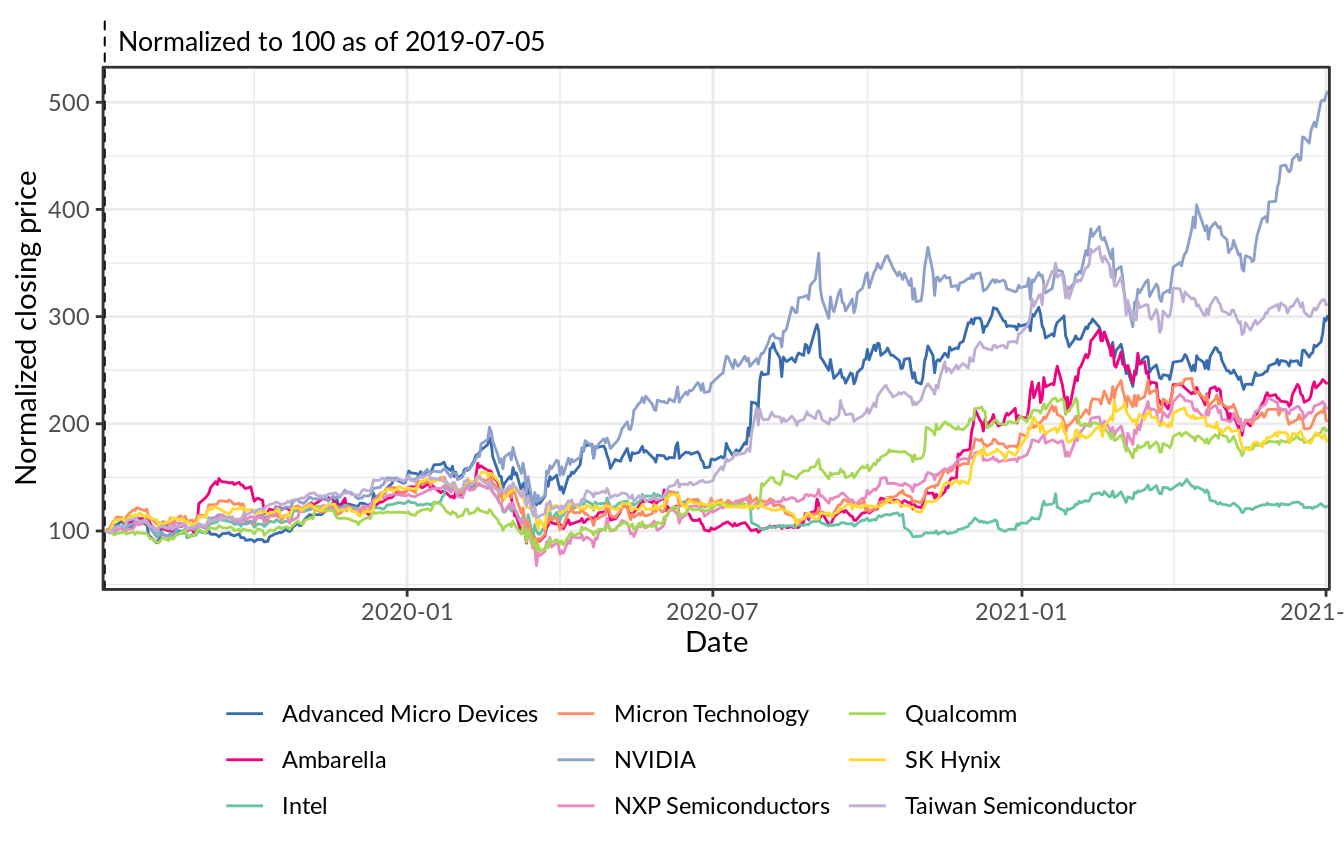 Normalized to 100 as of 2019-07-05
Normalized closing price
500
400
300
200
100
2020-01
2020-07
2021-01
2021-
Date
Advanced Micro Devices
Micron Technology
Qualcomm
Ambarella
NVIDIA
SK Hynix
Intel
NXP Semiconductors
Taiwan Semiconductor